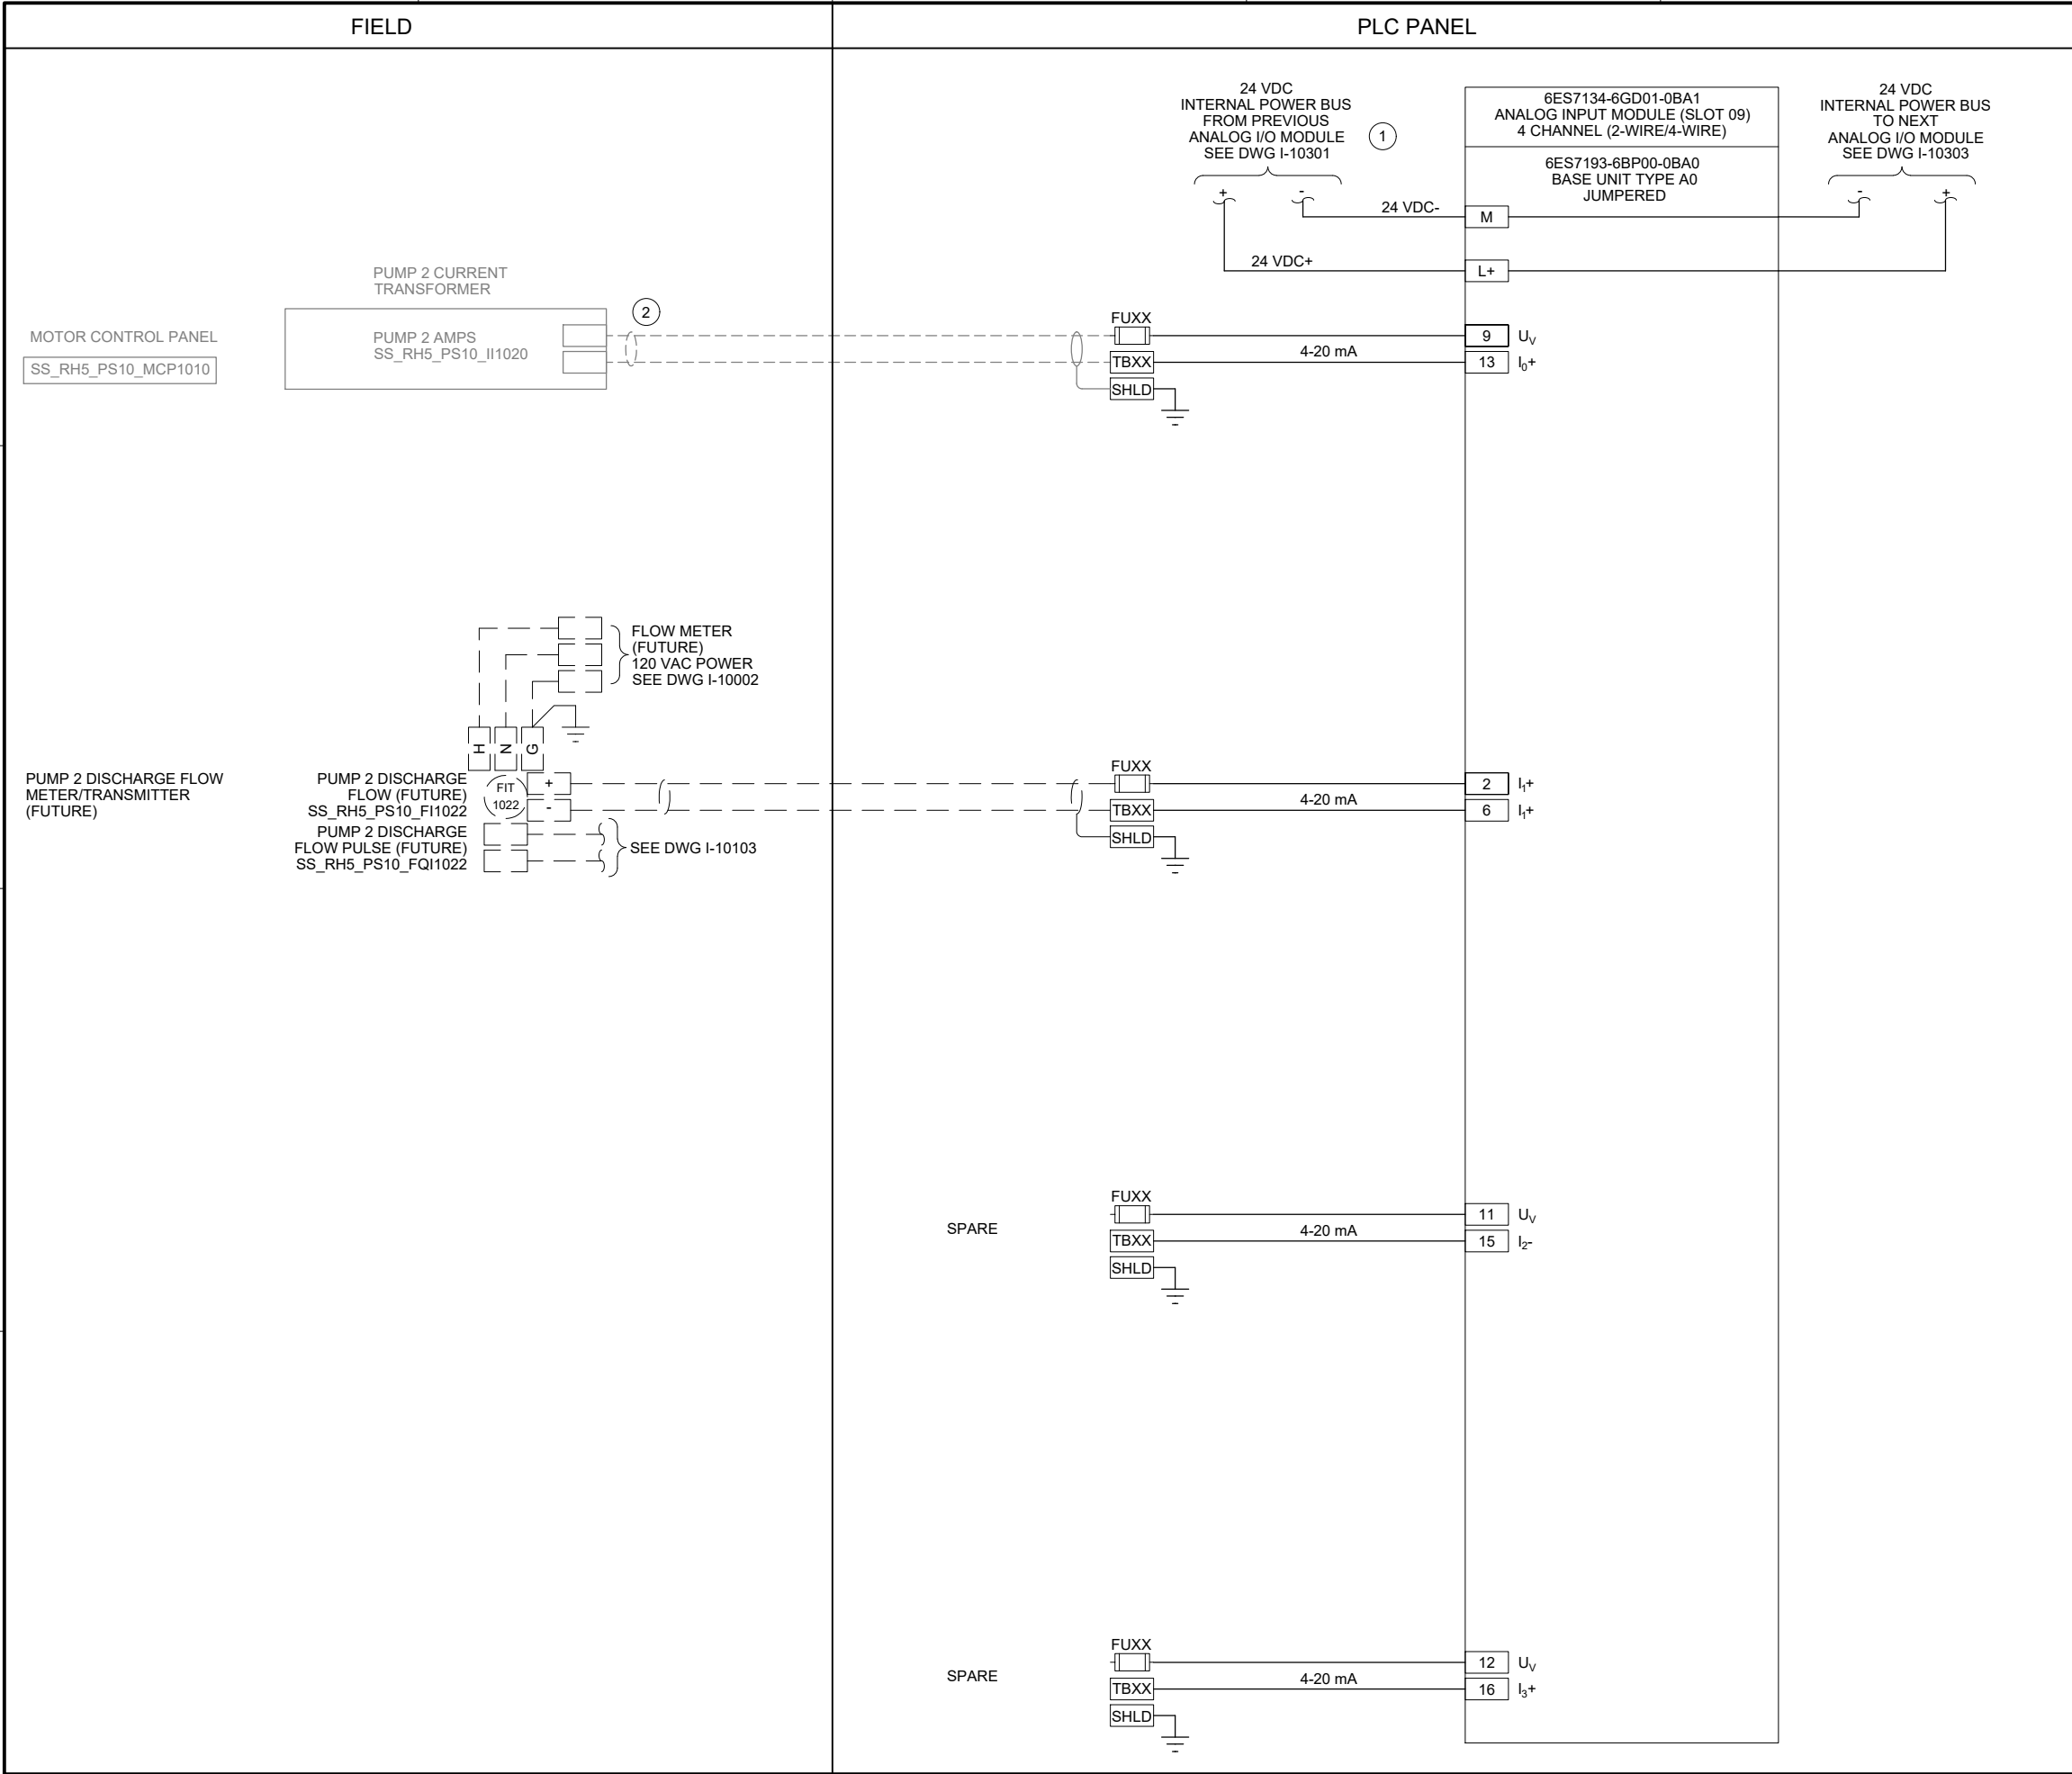 FIELD
PLC PANEL
24 VDC
INTERNAL POWER BUS
FROM PREVIOUS
ANALOG I/O MODULE
SEE DWG I-10301
1
6ES7134-6GD01-0BA1
ANALOG INPUT MODULE (SLOT 09)
4 CHANNEL (2-WIRE/4-WIRE)
6ES7193-6BP00-0BA0
BASE UNIT TYPE A0
JUMPERED
24 VDC
INTERNAL POWER BUS
TO NEXT
ANALOG I/O MODULE
SEE DWG I-10303
+ -
- +
24 VDC- M
24 VDC+ L+
PUMP 2 CURRENT
TRANSFORMER
2
MOTOR CONTROL PANEL
SS_RH5_PS10_MCP1010
PUMP 2 AMPS
SS_RH5_PS10_II1020
FUXX
9 Uᵥ
4-20 mA
TBXX
13 I₀+
SHLD
FLOW METER
(FUTURE)
120 VAC POWER
SEE DWG I-10002
H N G
PUMP 2 DISCHARGE FLOW
METER/TRANSMITTER
(FUTURE)
PUMP 2 DISCHARGE
FLOW (FUTURE)
SS_RH5_PS10_FI1022
FIT
1022
+
-
PUMP 2 DISCHARGE
FLOW PULSE (FUTURE)
SS_RH5_PS10_FQI1022
SEE DWG I-10103
FUXX
2 I₁+
4-20 mA
TBXX
6 I₁+
SHLD
SPARE
FUXX
11 Uᵥ
4-20 mA
TBXX
15 I₂-
SHLD
SPARE
FUXX
12 Uᵥ
4-20 mA
TBXX
16 I₃+
SHLD